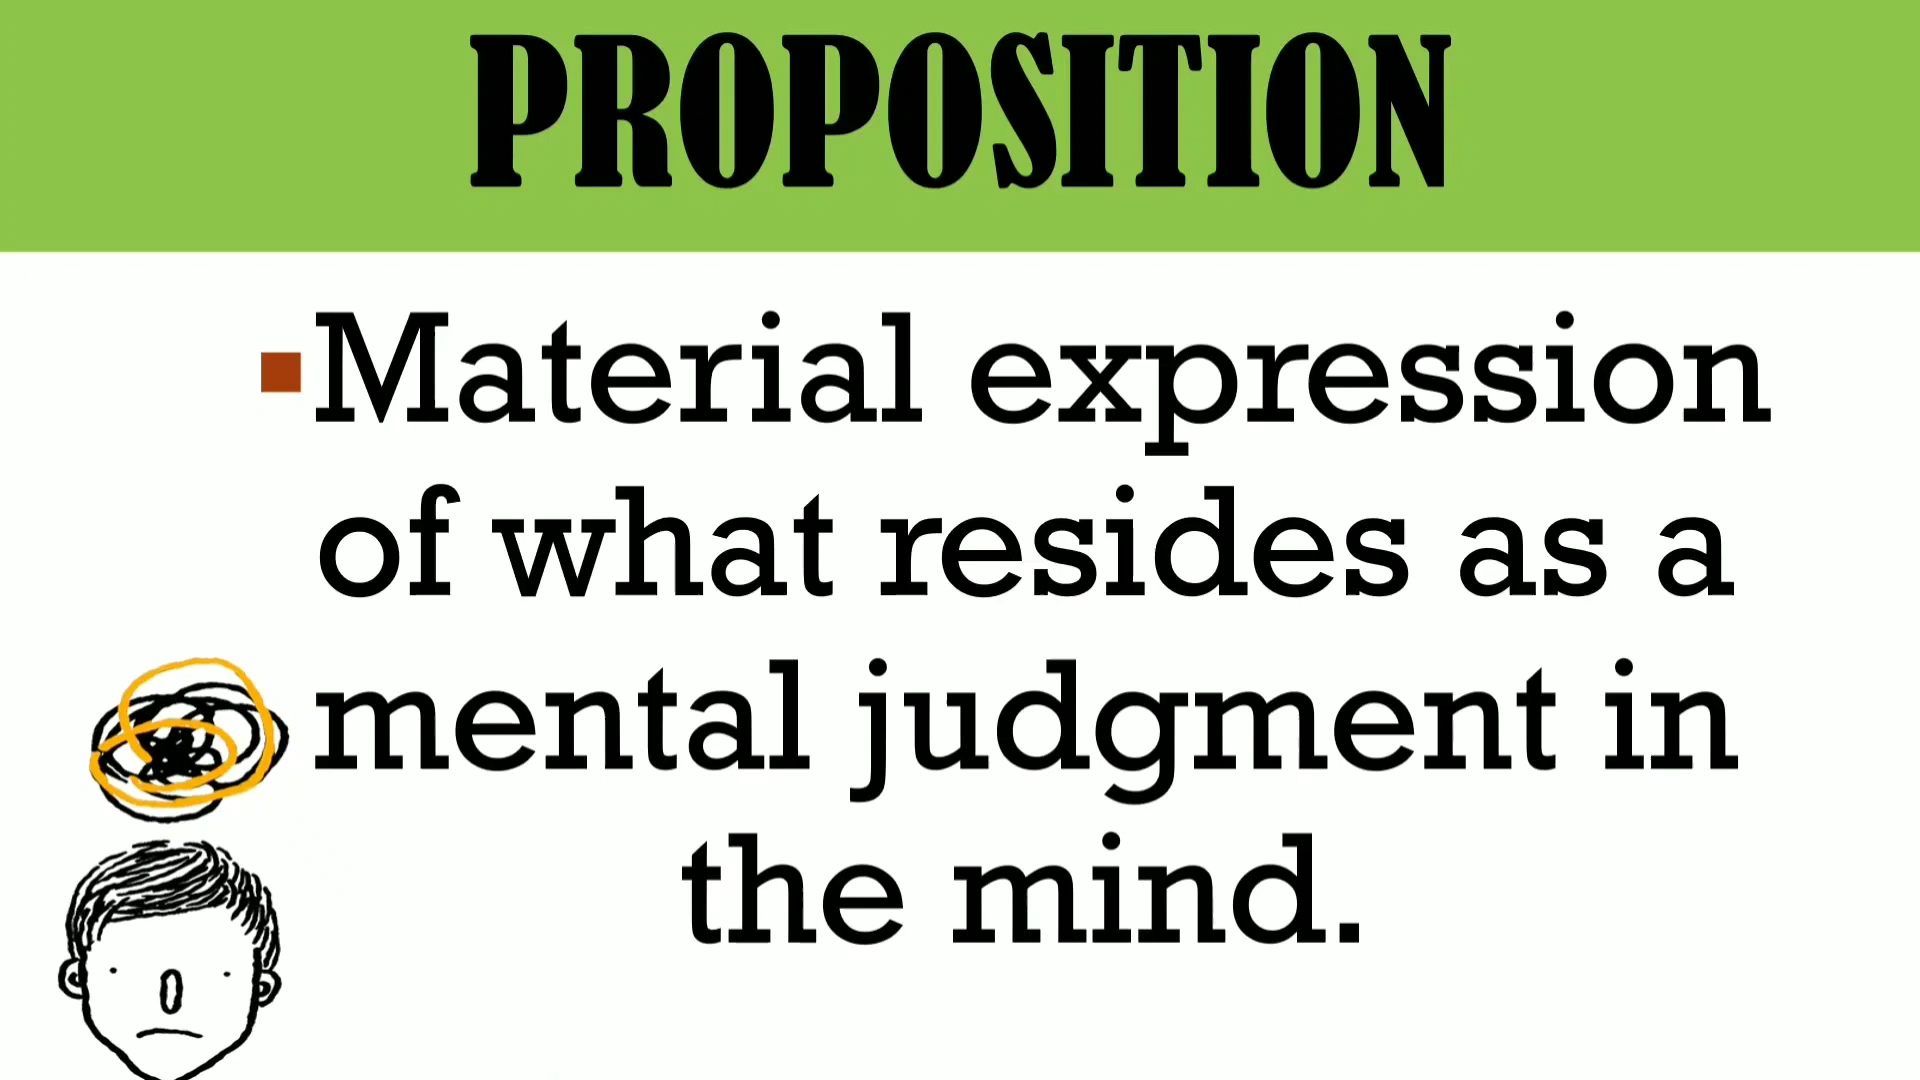 PROPOSITION
▪Material expression
of what resides as a
mental judgment in
the mind.